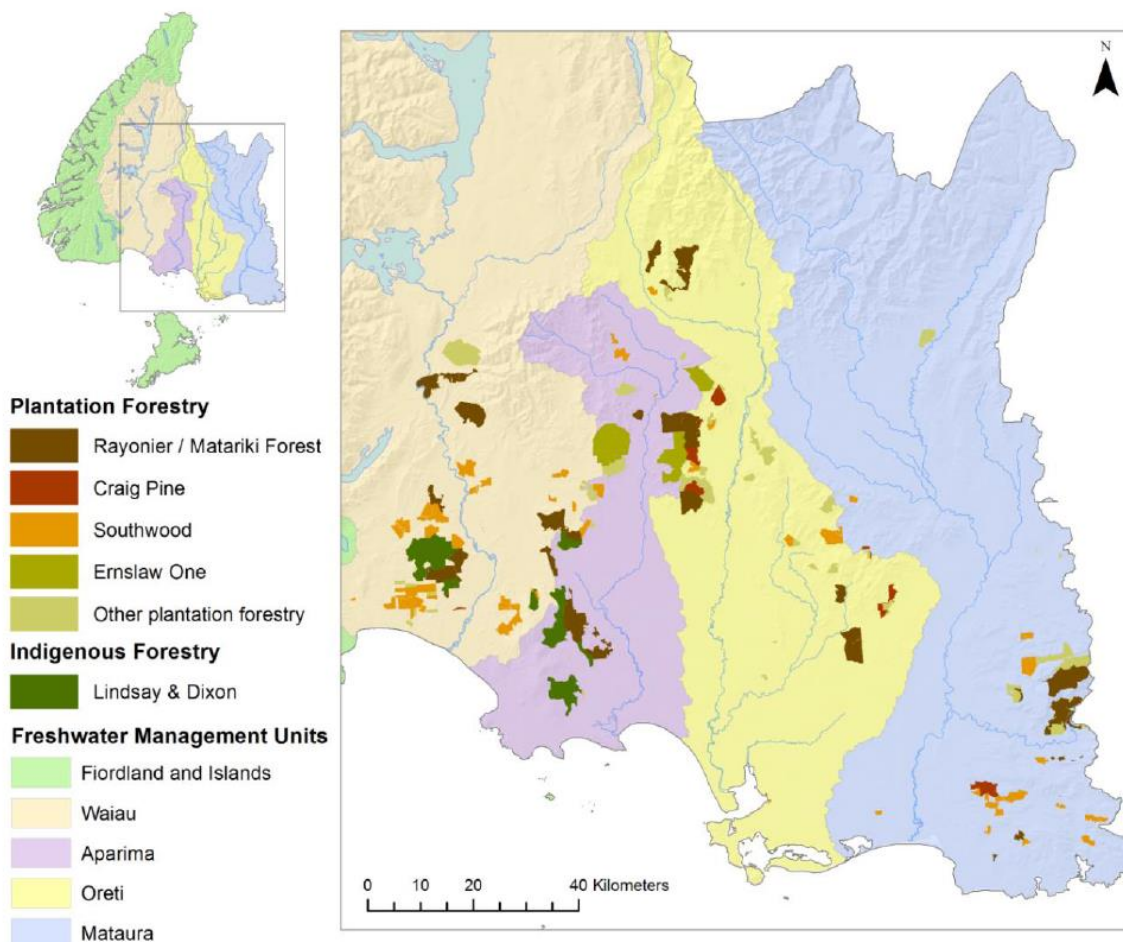 N
Plantation Forestry
Rayonier / Matariki Forest
Craig Pine
Southwood
Ernslaw One
Other plantation forestry
Indigenous Forestry
Lindsay & Dixon
Freshwater Management Units
Fiordland and Islands
Waiau
Aparima
Oreti
Mataura
0 10 20 40 Kilometers